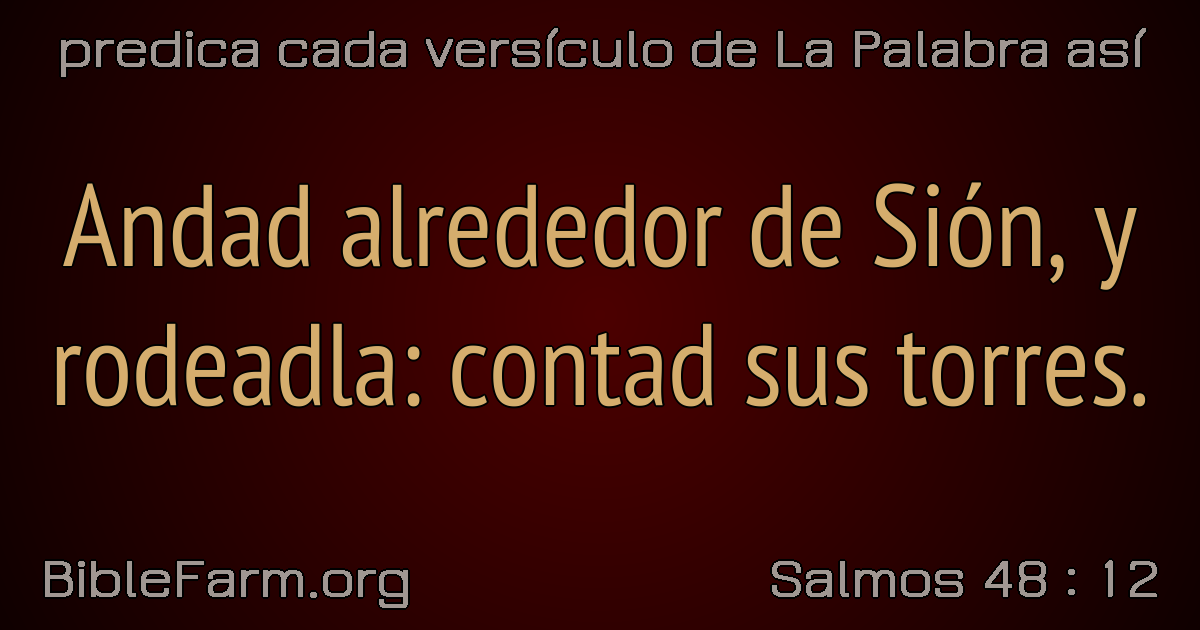 predica cada versículo de La Palabra así
Andad alrededor de Sión, y
rodeadla: contad sus torres.
BibleFarm.org
Salmos 48 : 12